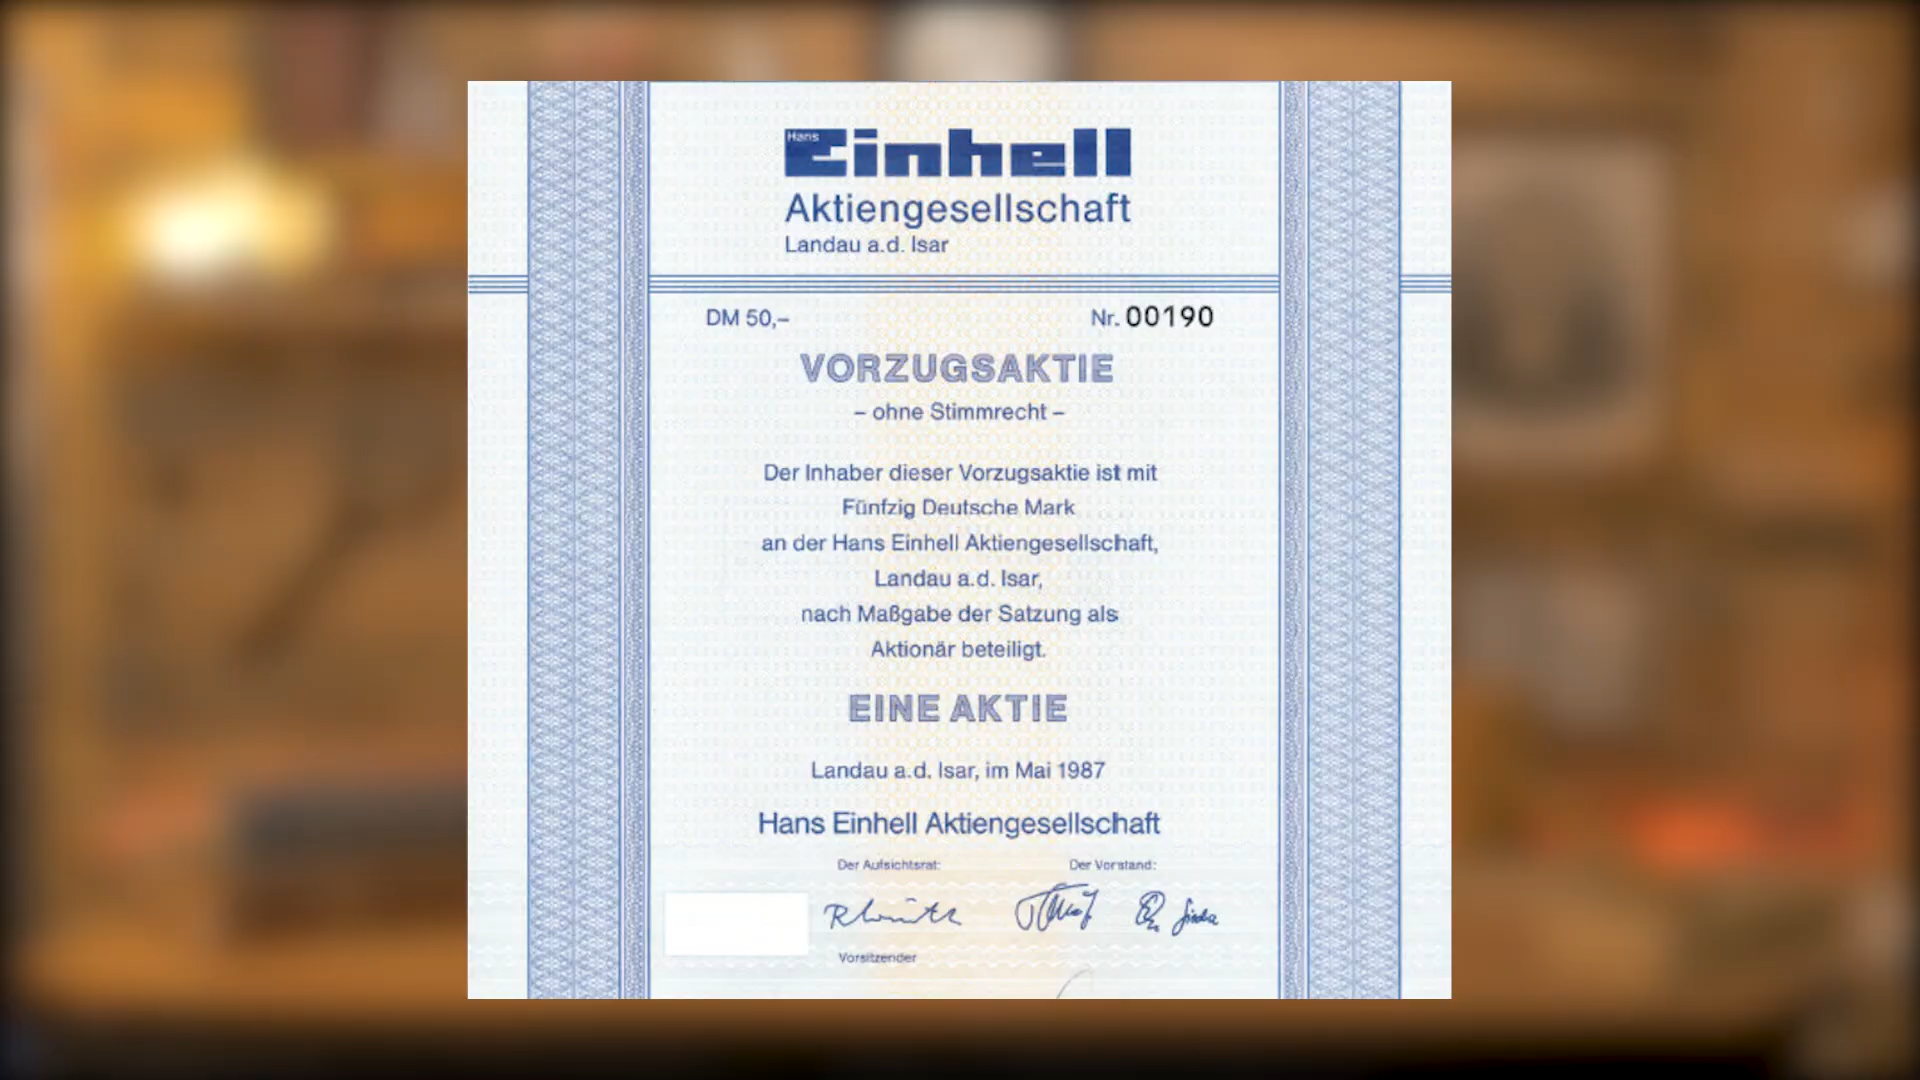 Hans
Einhell
Aktiengesellschaft
Landau a.d. Isar
DM 50,– Nr. 00190
VORZUGSAKTIE
– ohne Stimmrecht –
Der Inhaber dieser Vorzugsaktie ist mit
Fünfzig Deutsche Mark
an der Hans Einhell Aktiengesellschaft,
Landau a.d. Isar,
nach Maßgabe der Satzung als
Aktionär beteiligt.
EINE AKTIE
Landau a.d. Isar, im Mai 1987
Hans Einhell Aktiengesellschaft
Der Aufsichtsrat: Der Vorstand:
Vorsitzender